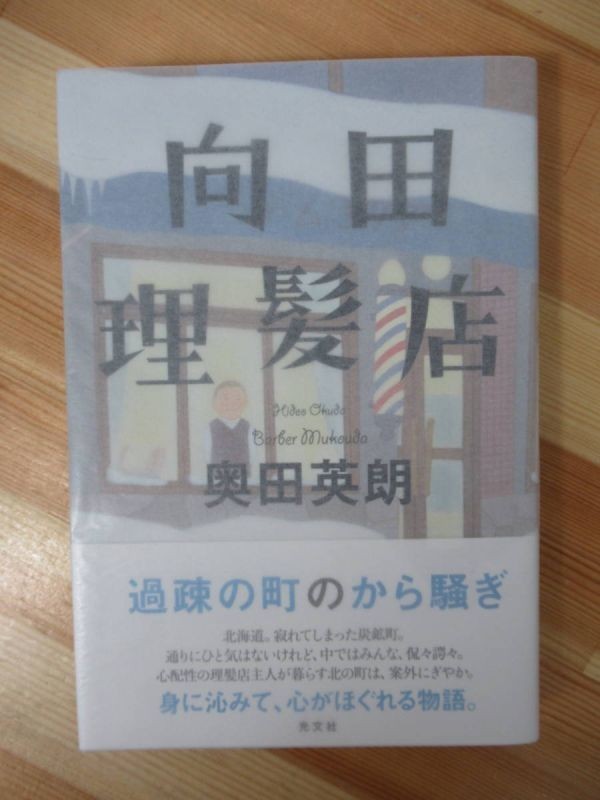 向田
理髪店
Hideo Okuda
Barber Mukouda
奥田英朗
過疎の町のから騒ぎ
北海道。寂れてしまった炭鉱町。
通りにひと気はないけれど、中ではみんな、侃々諤々。
心配性の理髪店主人が暮らす北の町は、案外にぎやか。
身に沁みて、心がほぐれる物語。
光文社